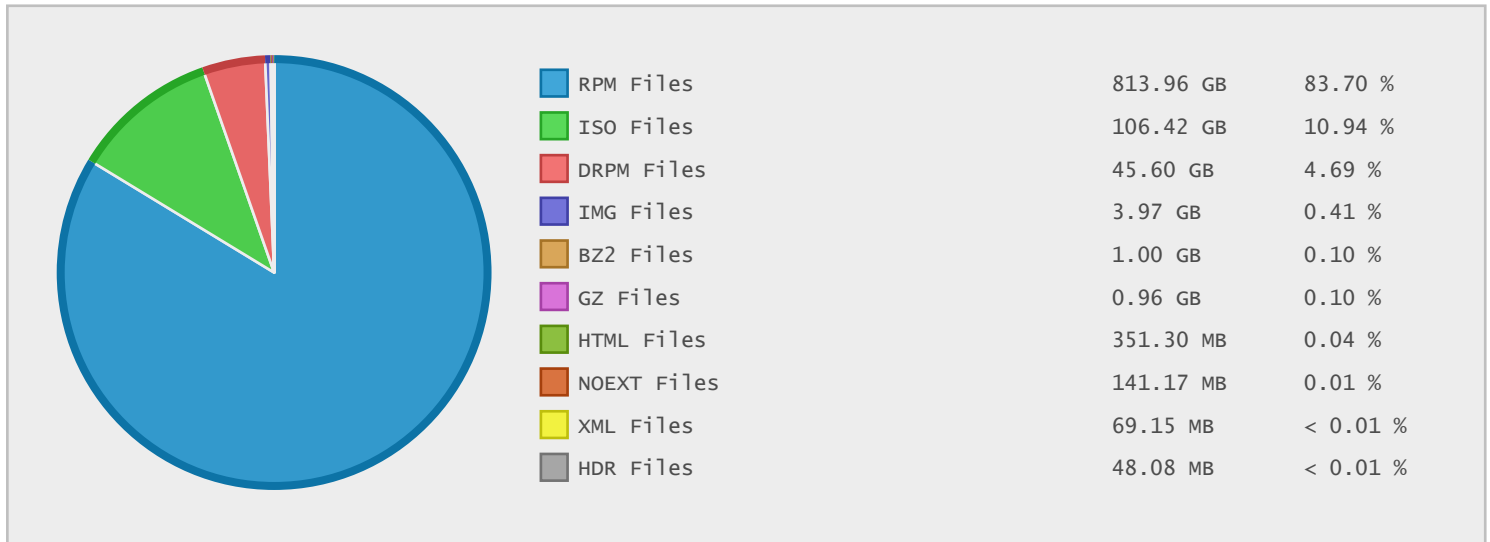 RPM Files 813.96 GB 83.70 %
ISO Files 106.42 GB 10.94 %
DRPM Files 45.60 GB 4.69 %
IMG Files 3.97 GB 0.41 %
BZ2 Files 1.00 GB 0.10 %
GZ Files 0.96 GB 0.10 %
HTML Files 351.30 MB 0.04 %
NOEXT Files 141.17 MB 0.01 %
XML Files 69.15 MB < 0.01 %
HDR Files 48.08 MB < 0.01 %